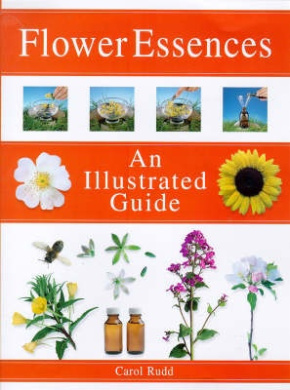 Flower Essences
An
Illustrated
Guide
Carol Rudd